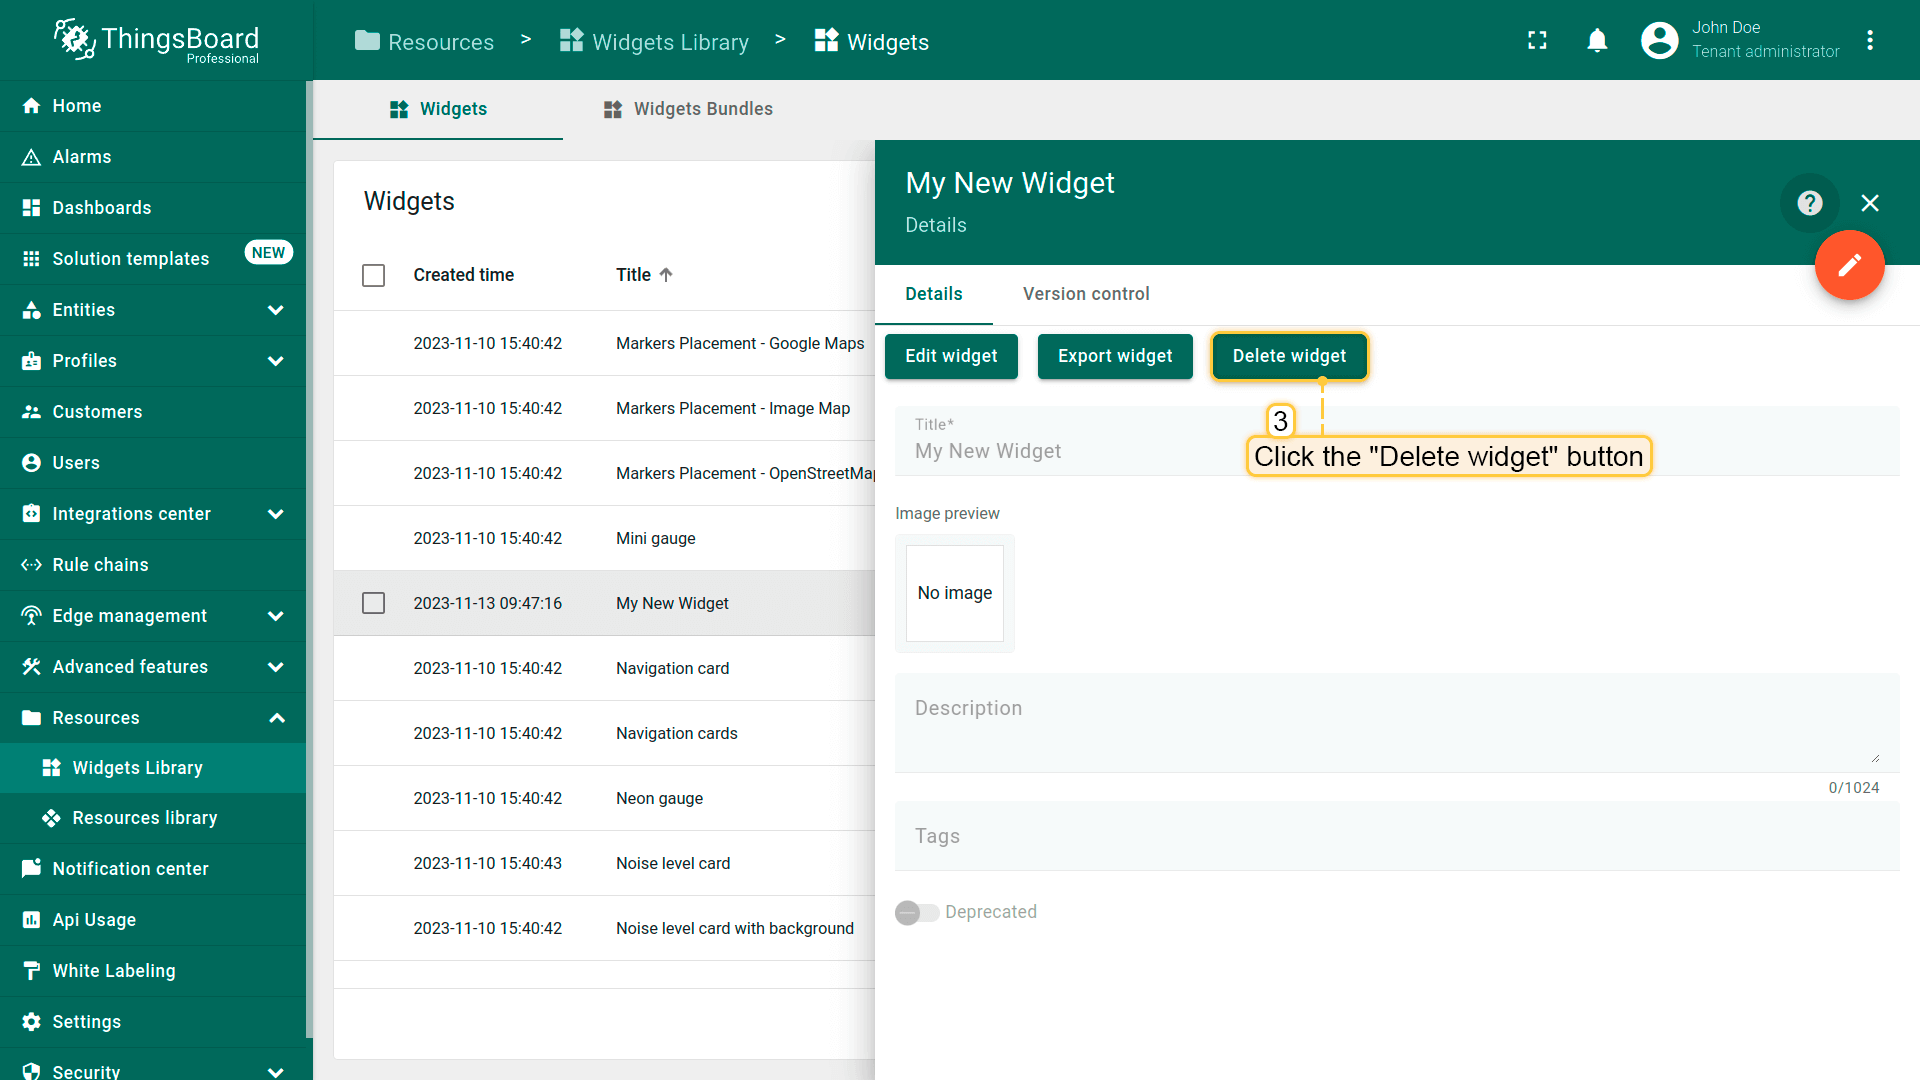 ThingsBoard
Professional
Resources > Widgets Library > Widgets
John Doe
Tenant administrator
Home
Alarms
Dashboards
Solution templates NEW
Entities
Profiles
Customers
Users
Integrations center
Rule chains
Edge management
Advanced features
Resources
Widgets Library
Resources library
Notification center
Api Usage
White Labeling
Settings
Security
Widgets
Widgets Bundles
Widgets
Created time Title
2023-11-10 15:40:42 Markers Placement - Google Maps
2023-11-10 15:40:42 Markers Placement - Image Map
2023-11-10 15:40:42 Markers Placement - OpenStreetMap
2023-11-10 15:40:42 Mini gauge
2023-11-13 09:47:16 My New Widget
2023-11-10 15:40:42 Navigation card
2023-11-10 15:40:42 Navigation cards
2023-11-10 15:40:42 Neon gauge
2023-11-10 15:40:43 Noise level card
2023-11-10 15:40:42 Noise level card with background
My New Widget
Details
?
Details Version control
Edit widget Export widget Delete widget
3
Click the "Delete widget" button
Title*
My New Widget
Image preview
No image
Description
0/1024
Tags
Deprecated